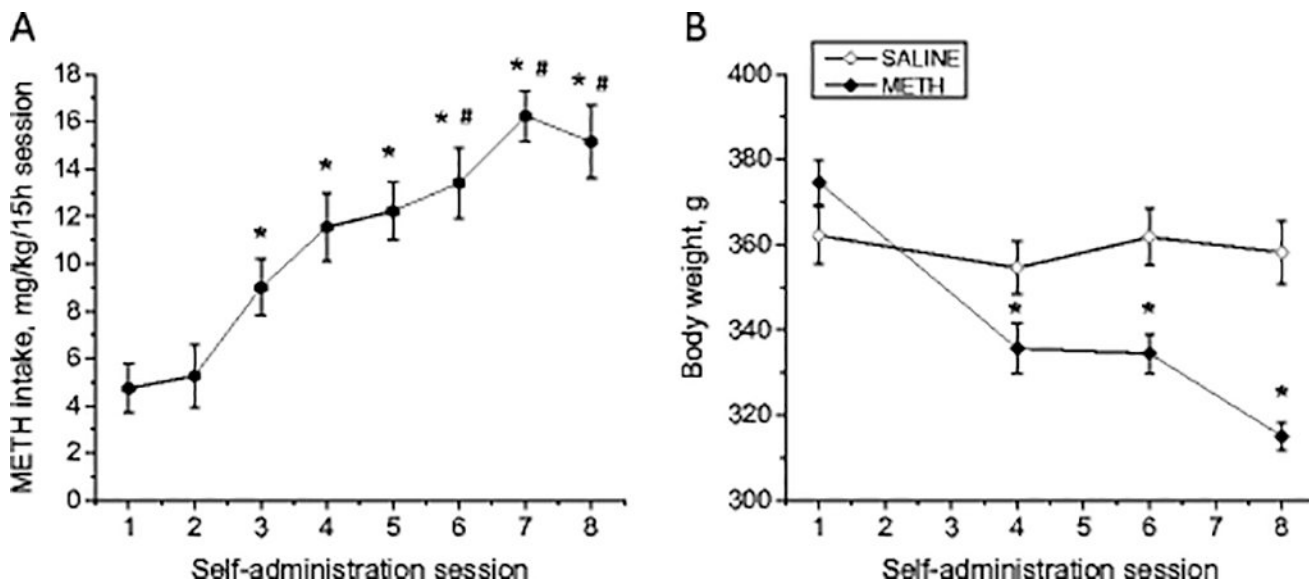 A
METH intake, mg/kg/15h session
18
16
14
12
10
8
6
4
2
0
*
*
*
* #
* #
* #
1 2 3 4 5 6 7 8
Self-administration session
B
SALINE
METH
Body weight, g
400
380
360
340
320
300
*
*
*
1 2 3 4 5 6 7 8
Self-administration session